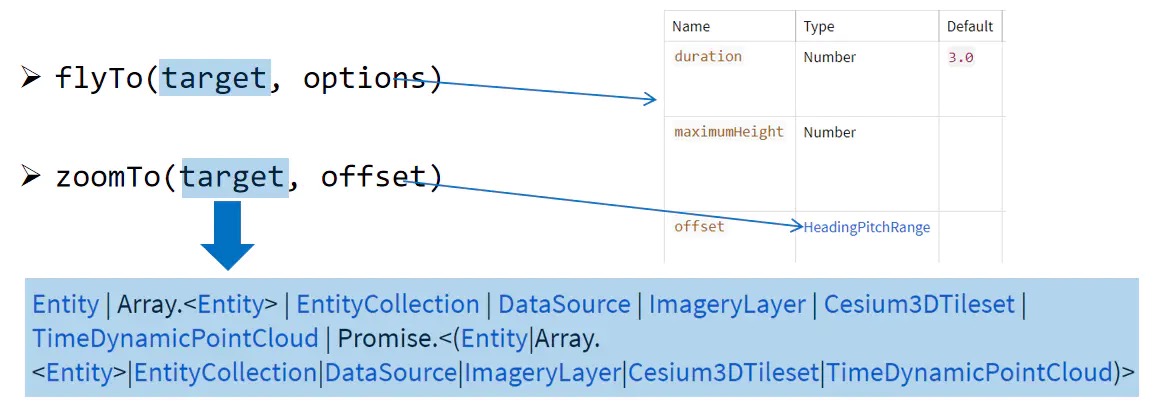 ➢ flyTo(target, options)
➢ zoomTo(target, offset)
Name Type Default
duration Number 3.0
maximumHeight Number
offset HeadingPitchRange
Entity | Array.<Entity> | EntityCollection | DataSource | ImageryLayer | Cesium3DTileset |
TimeDynamicPointCloud | Promise.<(Entity|Array.
<Entity>|EntityCollection|DataSource|ImageryLayer|Cesium3DTileset|TimeDynamicPointCloud)>